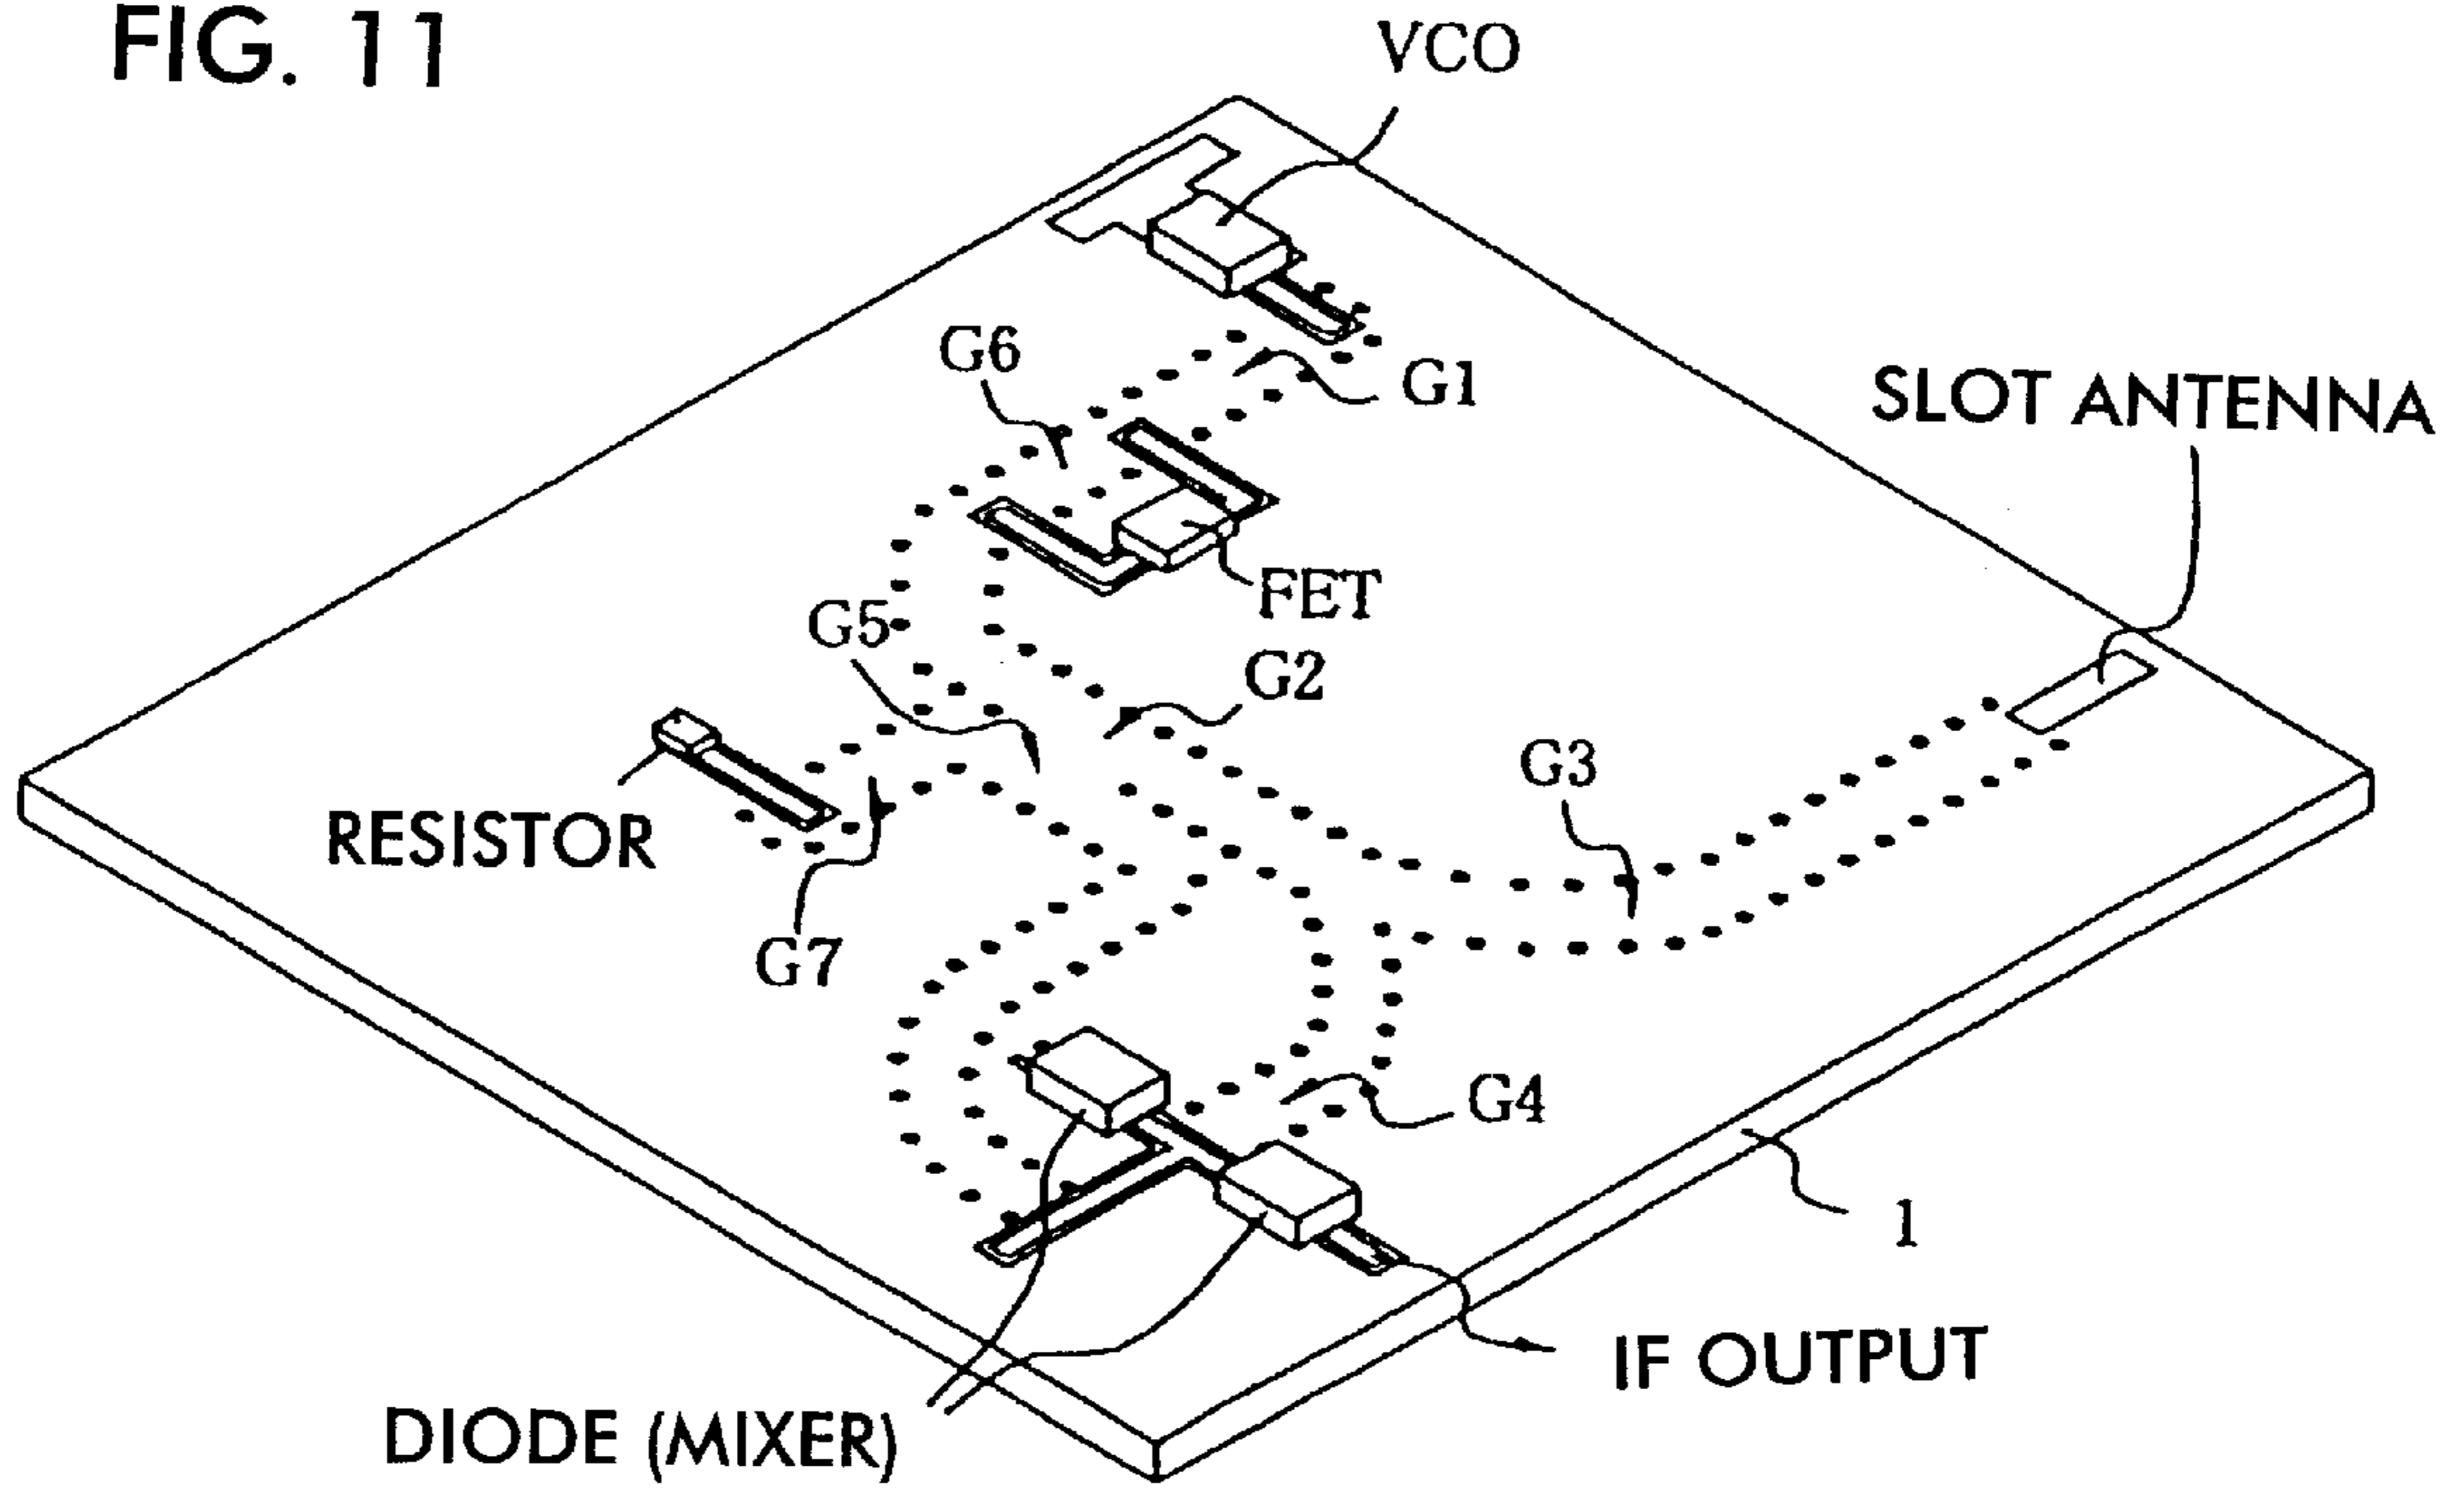 FIG. 11
VCO
G6
G1
SLOT ANTENNA
FET
G5
G2
G3
RESISTOR
G7
G4
1
IF OUTPUT
DIODE (MIXER)